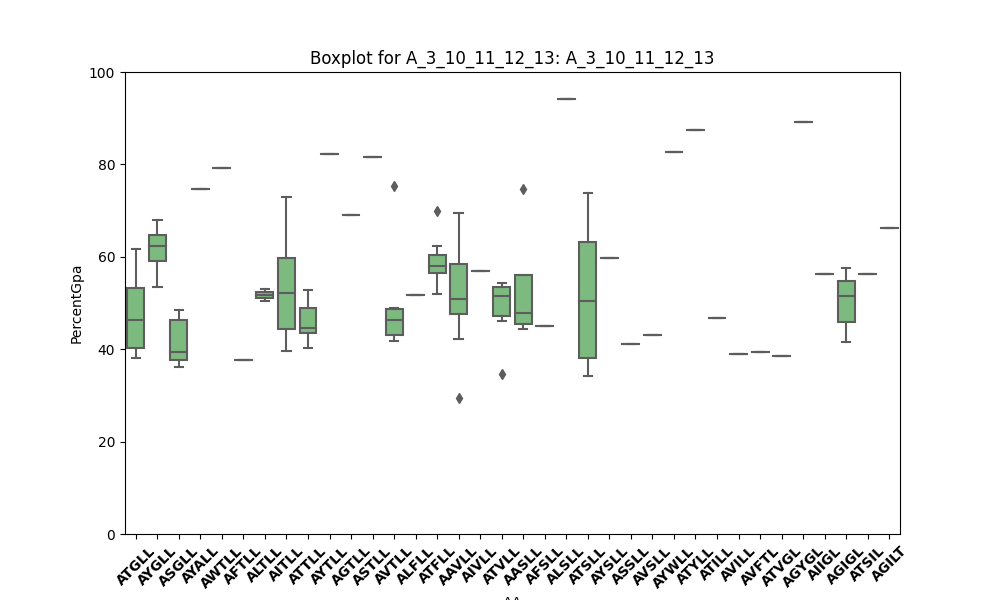 Boxplot for A_3_10_11_12_13: A_3_10_11_12_13
PercentGpa
100
80
60
40
20
0
ATGLL AYGLL ASGLL AYALL AWTLL AFTLL ALTLL AITLL ATTLL AYTLL AGTLL ASTLL AVTLL ALFLL ATFLL AAVLL AIVLL ATVLL AASLL AFSLL ALSLL ATSLL AYSLL ASSLL AVSLL AYWLL ATYLL ATILL AVILL AVFTL ATVGL AGYGL AIIGL AGIGL ATSIL AGILT